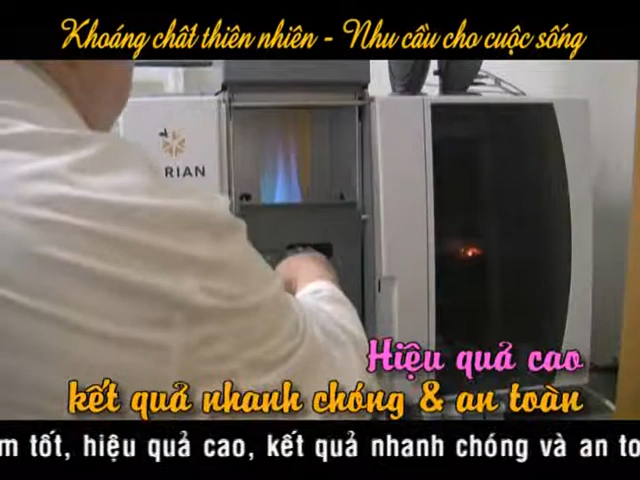 Khoáng chất thiên nhiên - Nhu cầu cho cuộc sống
RIAN
Hiệu quả cao
kết quả nhanh chóng & an toàn
tốt, hiệu quả cao, kết quả nhanh chóng và an